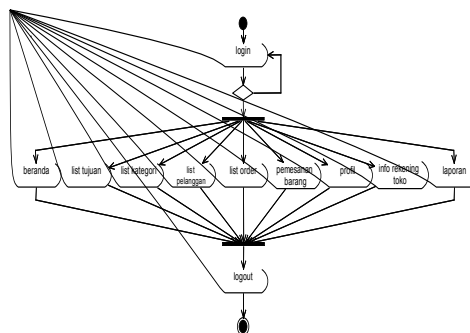 login
beranda
list tujuan
list kategori
list
pelanggan
list order
pemesanan
barang
profil
info rekening
toko
laporan
logout